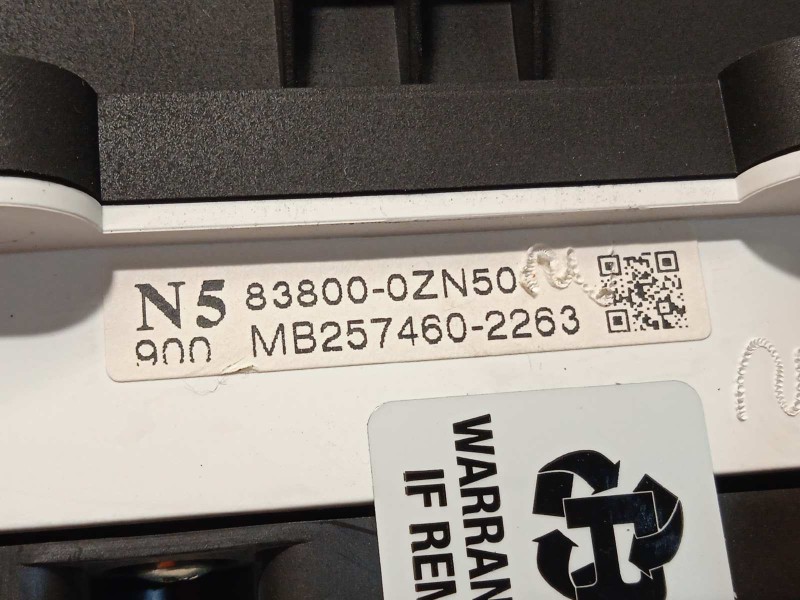 N5 83800-0ZN50
900 MB257460-2263
WARRAN
IF REM